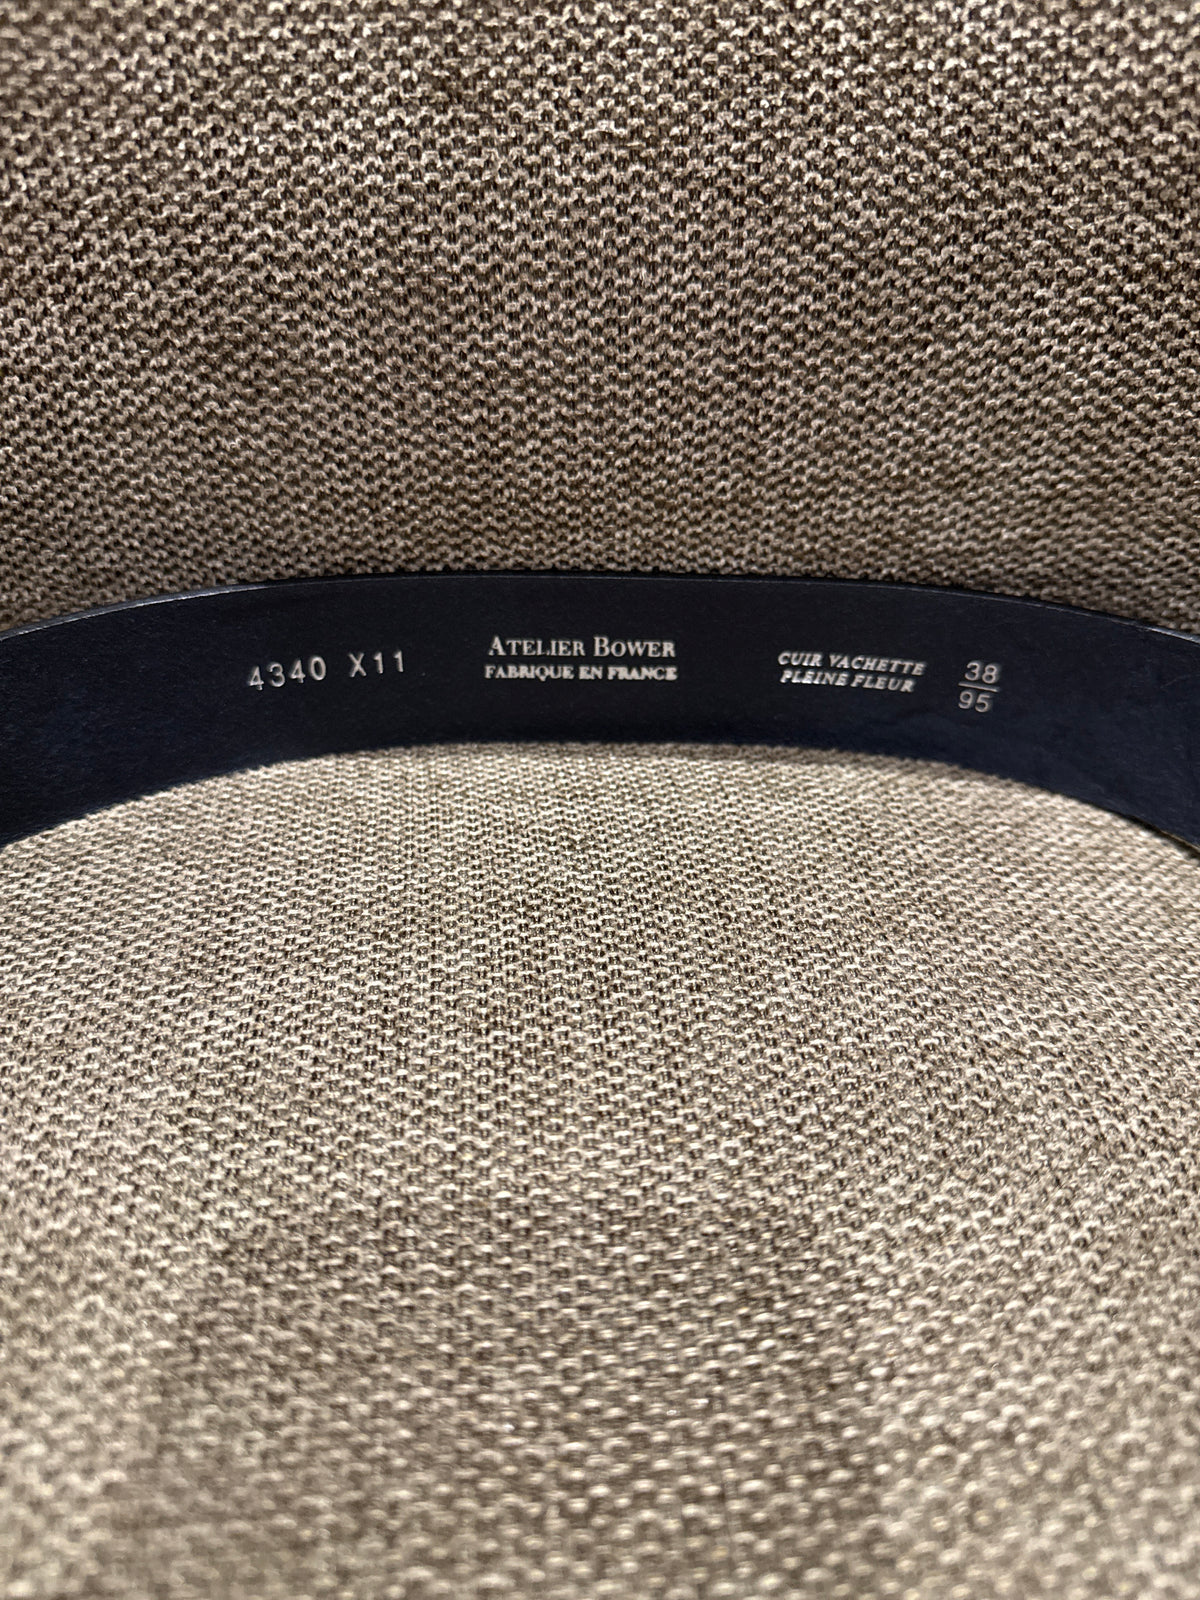 4340 X11
ATELIER BOWER
FABRIQUE EN FRANCE
CUIR VACHETTE
PLEINE FLEUR
38
95